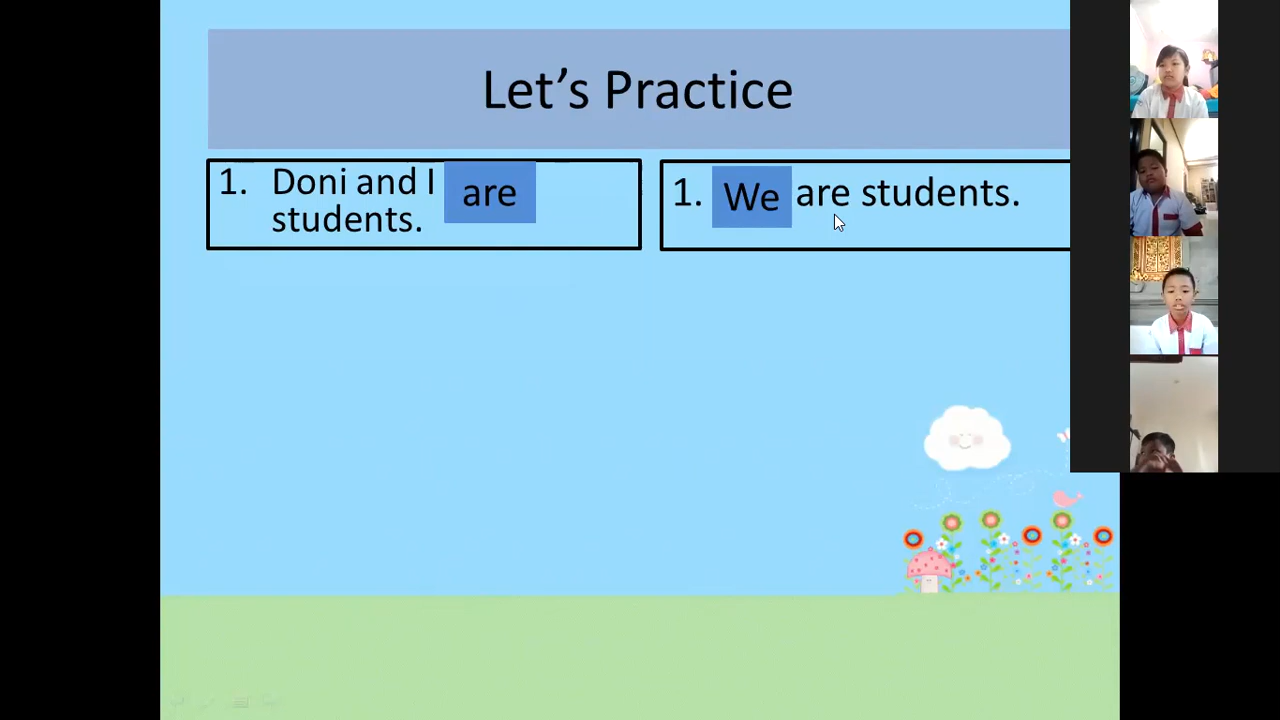 Let's Practice
1. Doni and I are
students.
1. We are students.